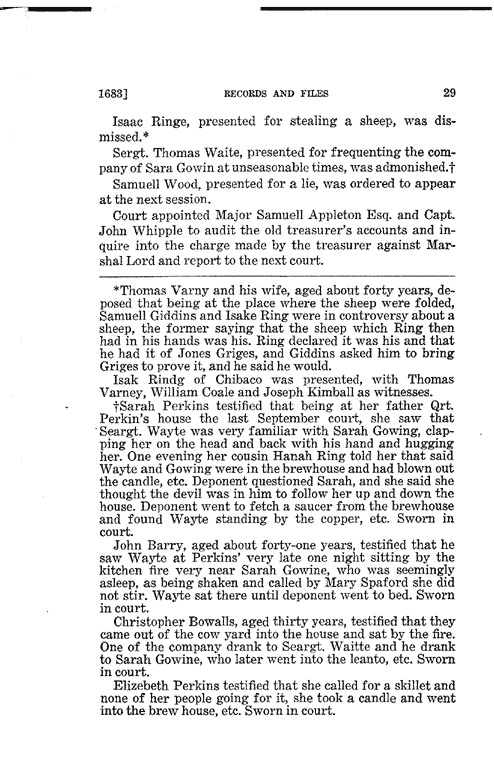 1683] RECORDS AND FILES 29
Isaac Ringe, presented for stealing a sheep, was dis-
missed.*
Sergt. Thomas Waite, presented for frequenting the com-
pany of Sara Gowin at unseasonable times, was admonished.†
Samuell Wood, presented for a lie, was ordered to appear
at the next session.
Court appointed Major Samuell Appleton Esq. and Capt.
John Whipple to audit the old treasurer's accounts and in-
quire into the charge made by the treasurer against Mar-
shal Lord and report to the next court.
*Thomas Varny and his wife, aged about forty years, de-
posed that being at the place where the sheep were folded,
Samuell Giddins and Isake Ring were in controversy about a
sheep, the former saying that the sheep which Ring then
had in his hands was his. Ring declared it was his and that
he had it of Jones Griges, and Giddins asked him to bring
Griges to prove it, and he said he would.
Isak Rindg of Chibaco was presented, with Thomas
Varney, William Coale and Joseph Kimball as witnesses.
†Sarah Perkins testified that being at her father Qrt.
Perkin's house the last September court, she saw that
Seargt. Wayte was very familiar with Sarah Gowing, clap-
ping her on the head and back with his hand and hugging
her. One evening her cousin Hanah Ring told her that said
Wayte and Gowing were in the brewhouse and had blown out
the candle, etc. Deponent questioned Sarah, and she said she
thought the devil was in him to follow her up and down the
house. Deponent went to fetch a saucer from the brewhouse
and found Wayte standing by the copper, etc. Sworn in
court.
John Barry, aged about forty-one years, testified that he
saw Wayte at Perkins' very late one night sitting by the
kitchen fire very near Sarah Gowine, who was seemingly
asleep, as being shaken and called by Mary Spaford she did
not stir. Wayte sat there until deponent went to bed. Sworn
in court.
Christopher Bowalls, aged thirty years, testified that they
came out of the cow yard into the house and sat by the fire.
One of the company drank to Seargt. Waitte and he drank
to Sarah Gowine, who later went into the leanto, etc. Sworn
in court.
Elizebeth Perkins testified that she called for a skillet and
none of her people going for it, she took a candle and went
into the brew house, etc. Sworn in court.